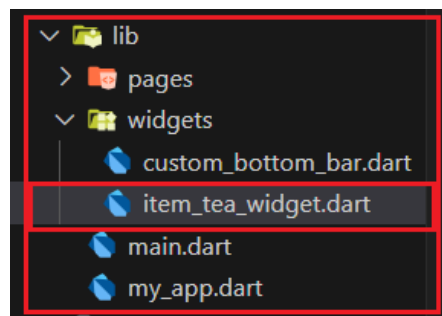 lib
pages
widgets
custom_bottom_bar.dart
item_tea_widget.dart
main.dart
my_app.dart